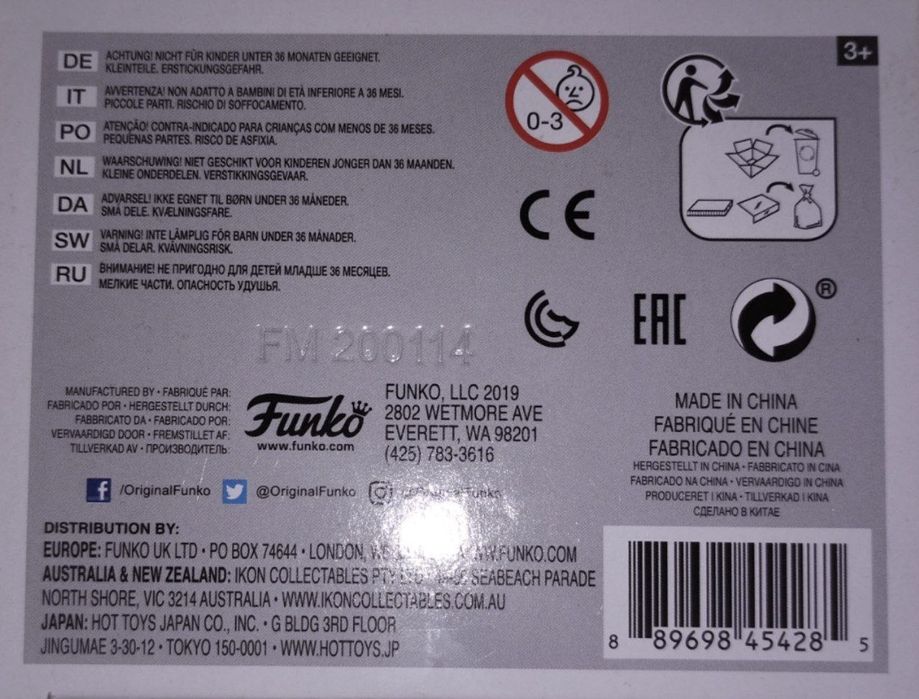 3+
DE ACHTUNG! NICHT FÜR KINDER UNTER 36 MONATEN GEEIGNET.
KLEINTEILE. ERSTICKUNGSGEFAHR.
IT AVVERTENZA! NON ADATTO A BAMBINI DI ETÀ INFERIORE A 36 MESI.
PICCOLE PARTI. RISCHIO DI SOFFOCAMENTO.
PO ATENÇÃO! CONTRA-INDICADO PARA CRIANÇAS COM MENOS DE 36 MESES.
PEQUENAS PARTES. RISCO DE ASFIXIA.
NL WAARSCHUWING! NIET GESCHIKT VOOR KINDEREN JONGER DAN 36 MAANDEN.
KLEINE ONDERDELEN. VERSTIKKINGSGEVAAR.
DA ADVARSEL! IKKE EGNET TIL BØRN UNDER 36 MÅNEDER.
SMÅ DELE. KVÆLNINGSFARE.
SW VARNING! INTE LÄMPLIG FÖR BARN UNDER 36 MÅNADER.
SMÅ DELAR. KVÄVNINGSRISK.
RU ВНИМАНИЕ! НЕ ПРИГОДНО ДЛЯ ДЕТЕЙ МЛАДШЕ 36 МЕСЯЦЕВ.
МЕЛКИЕ ЧАСТИ. ОПАСНОСТЬ УДУШЬЯ.
0-3
CE
EAC
®
FM 200114
MANUFACTURED BY • FABRIQUÉ PAR:
FABRICADO POR • HERGESTELLT DURCH:
FABBRICATO DA • FABRICADO POR:
VERVAARDIGD DOOR • FREMSTILLET AF:
TILLVERKAD AV • ПРОИЗВОДИТЕЛЬ:
Funko
www.funko.com
FUNKO, LLC 2019
2802 WETMORE AVE
EVERETT, WA 98201
(425) 783-3616
/OriginalFunko @OriginalFunko
MADE IN CHINA
FABRIQUÉ EN CHINE
FABRICADO EN CHINA
HERGESTELLT IN CHINA • FABBRICATO IN CINA
FABRICADO NA CHINA • VERVAARDIGD IN CHINA
PRODUCERET I KINA • TILLVERKAD I KINA
СДЕЛАНО В КИТАЕ
DISTRIBUTION BY:
EUROPE: FUNKO UK LTD • PO BOX 74644 • LONDON, WWW.FUNKO.COM
AUSTRALIA & NEW ZEALAND: IKON COLLECTABLES PTY LTD SEABEACH PARADE
NORTH SHORE, VIC 3214 AUSTRALIA • WWW.IKONCOLLECTABLES.COM.AU
JAPAN: HOT TOYS JAPAN CO., INC. • G BLDG 3RD FLOOR
JINGUMAE 3-30-12 • TOKYO 150-0001 • WWW.HOTTOYS.JP
8 89698 45428 5